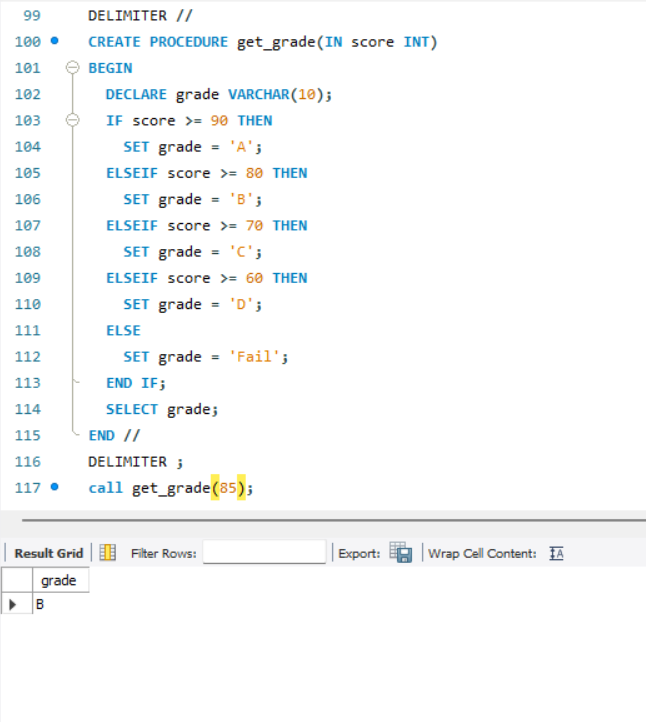 99 DELIMITER //
100 CREATE PROCEDURE get_grade(IN score INT)
101 BEGIN
102 DECLARE grade VARCHAR(10);
103 IF score >= 90 THEN
104 SET grade = 'A';
105 ELSEIF score >= 80 THEN
106 SET grade = 'B';
107 ELSEIF score >= 70 THEN
108 SET grade = 'C';
109 ELSEIF score >= 60 THEN
110 SET grade = 'D';
111 ELSE
112 SET grade = 'Fail';
113 END IF;
114 SELECT grade;
115 END //
116 DELIMITER ;
117 call get_grade(85);
Result Grid Filter Rows: Export: Wrap Cell Content: IA
grade
B